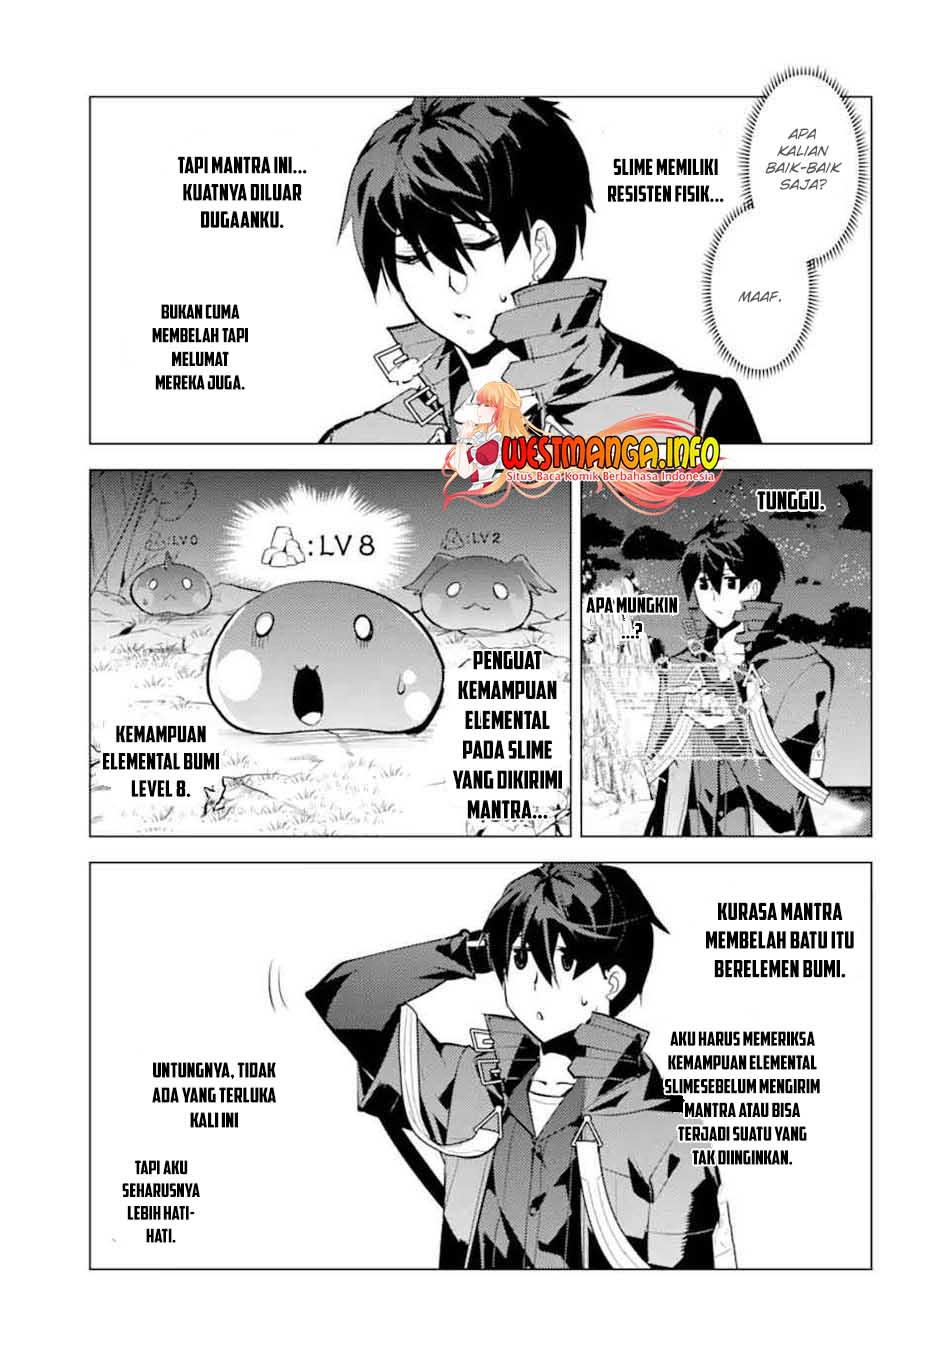 APA
KALIAN
BAIK-BAIK
SAJA?
MAAF.
SLIME MEMILIKI
RESISTEN FISIK...
TAPI MANTRA INI...
KUATNYA DILUAR
DUGAANKU.
BUKAN CUMA
MEMBELAH TAPI
MELUMAT
MEREKA JUGA.
WESTMANGA.INFO
Situs Baca Komik Berbahasa Indonesia
TUNGGU.
APA MUNGKIN
...?
:LV2
:LV8
:LV0
PENGUAT
KEMAMPUAN
ELEMENTAL
PADA SLIME
YANG DIKIRIMI
MANTRA...
KEMAMPUAN
ELEMENTAL BUMI
LEVEL 8.
KURASA MANTRA
MEMBELAH BATU ITU
BERELEMEN BUMI.
AKU HARUS MEMERIKSA
KEMAMPUAN ELEMENTAL
SLIMESEBELUM MENGIRIM
MANTRA ATAU BISA
TERJADI SUATU YANG
TAK DIINGINKAN.
UNTUNGNYA, TIDAK
ADA YANG TERLUKA
KALI INI
TAPI AKU
SEHARUSNYA
LEBIH HATI-
HATI.